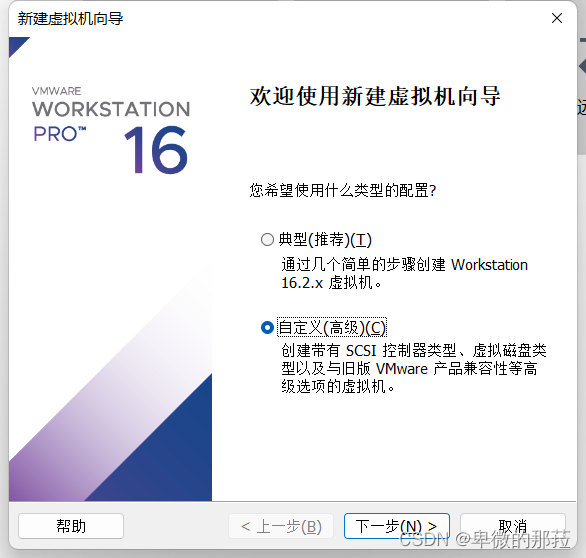 新建虚拟机向导
VMWARE
WORKSTATION
PRO™
16
欢迎使用新建虚拟机向导
您希望使用什么类型的配置?
典型(推荐)(T)
通过几个简单的步骤创建 Workstation
16.2.x 虚拟机。
自定义(高级)(C)
创建带有 SCSI 控制器类型、虚拟磁盘类
型以及与旧版 VMware 产品兼容性等高
级选项的虚拟机。
帮助
< 上一步(B)
下一步(N) >
取消
CSDN @卑微的那菈